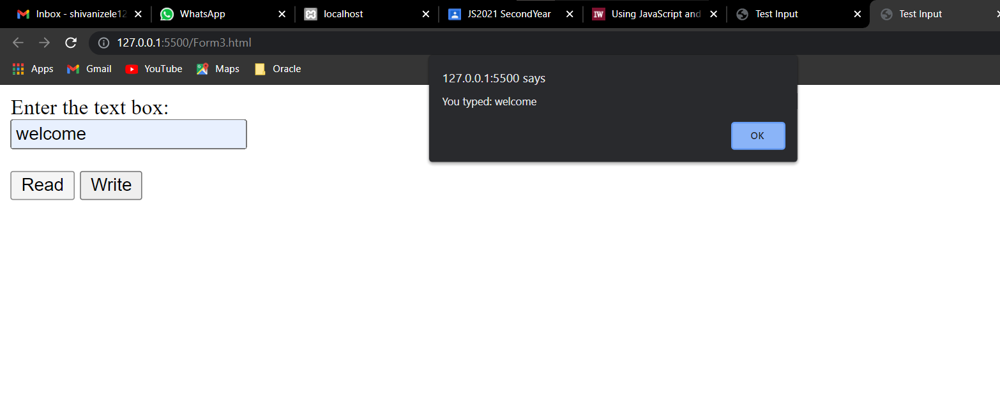 Inbox - shivanizele12 WhatsApp localhost JS2021 SecondYear Using JavaScript and Test Input Test Input
127.0.0.1:5500/Form3.html
Apps Gmail YouTube Maps Oracle
127.0.0.1:5500 says
You typed: welcome
OK
Enter the text box:
welcome
Read Write